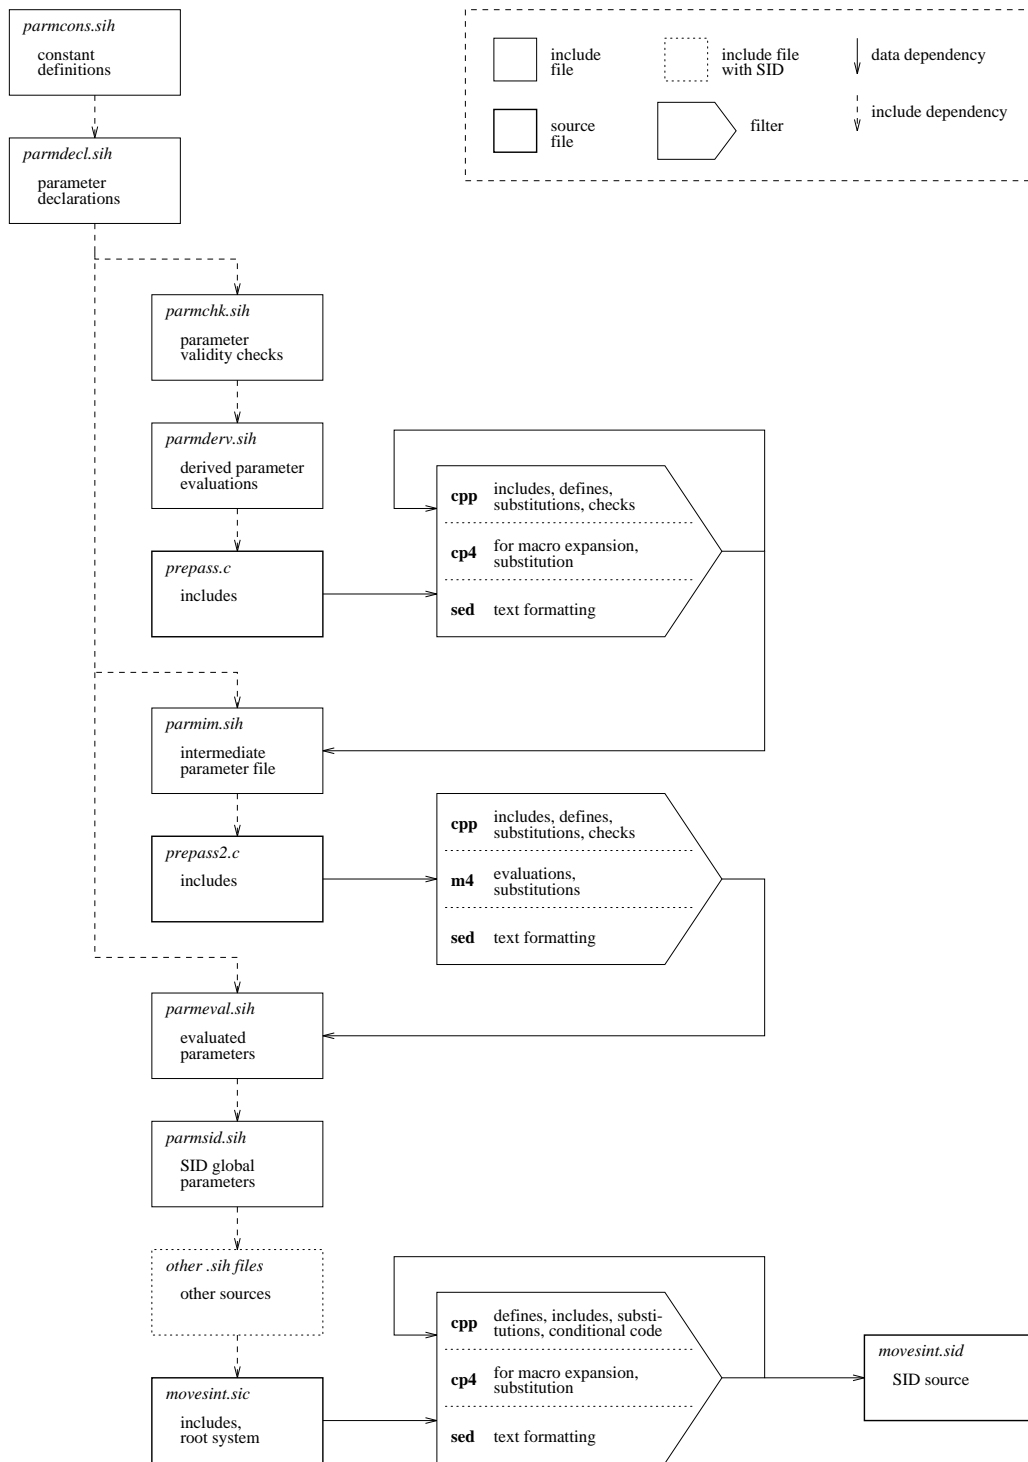 parmcons.sih
constant
definitions
include
file
include file
with SID
data dependency
source
file
filter
include dependency
parmdecl.sih
parameter
declarations
parmchk.sih
parameter
validity checks
parmderv.sih
derived parameter
evaluations
cpp includes, defines,
substitutions, checks
cp4 for macro expansion,
substitution
sed text formatting
prepass.c
includes
parmim.sih
intermediate
parameter file
cpp includes, defines,
substitutions, checks
m4 evaluations,
substitutions
sed text formatting
prepass2.c
includes
parmeval.sih
evaluated
parameters
parmsid.sih
SID global
parameters
other .sih files
other sources
cpp defines, includes, substi-
tutions, conditional code
cp4 for macro expansion,
substitution
sed text formatting
movesint.sid
SID source
movesint.sic
includes,
root system